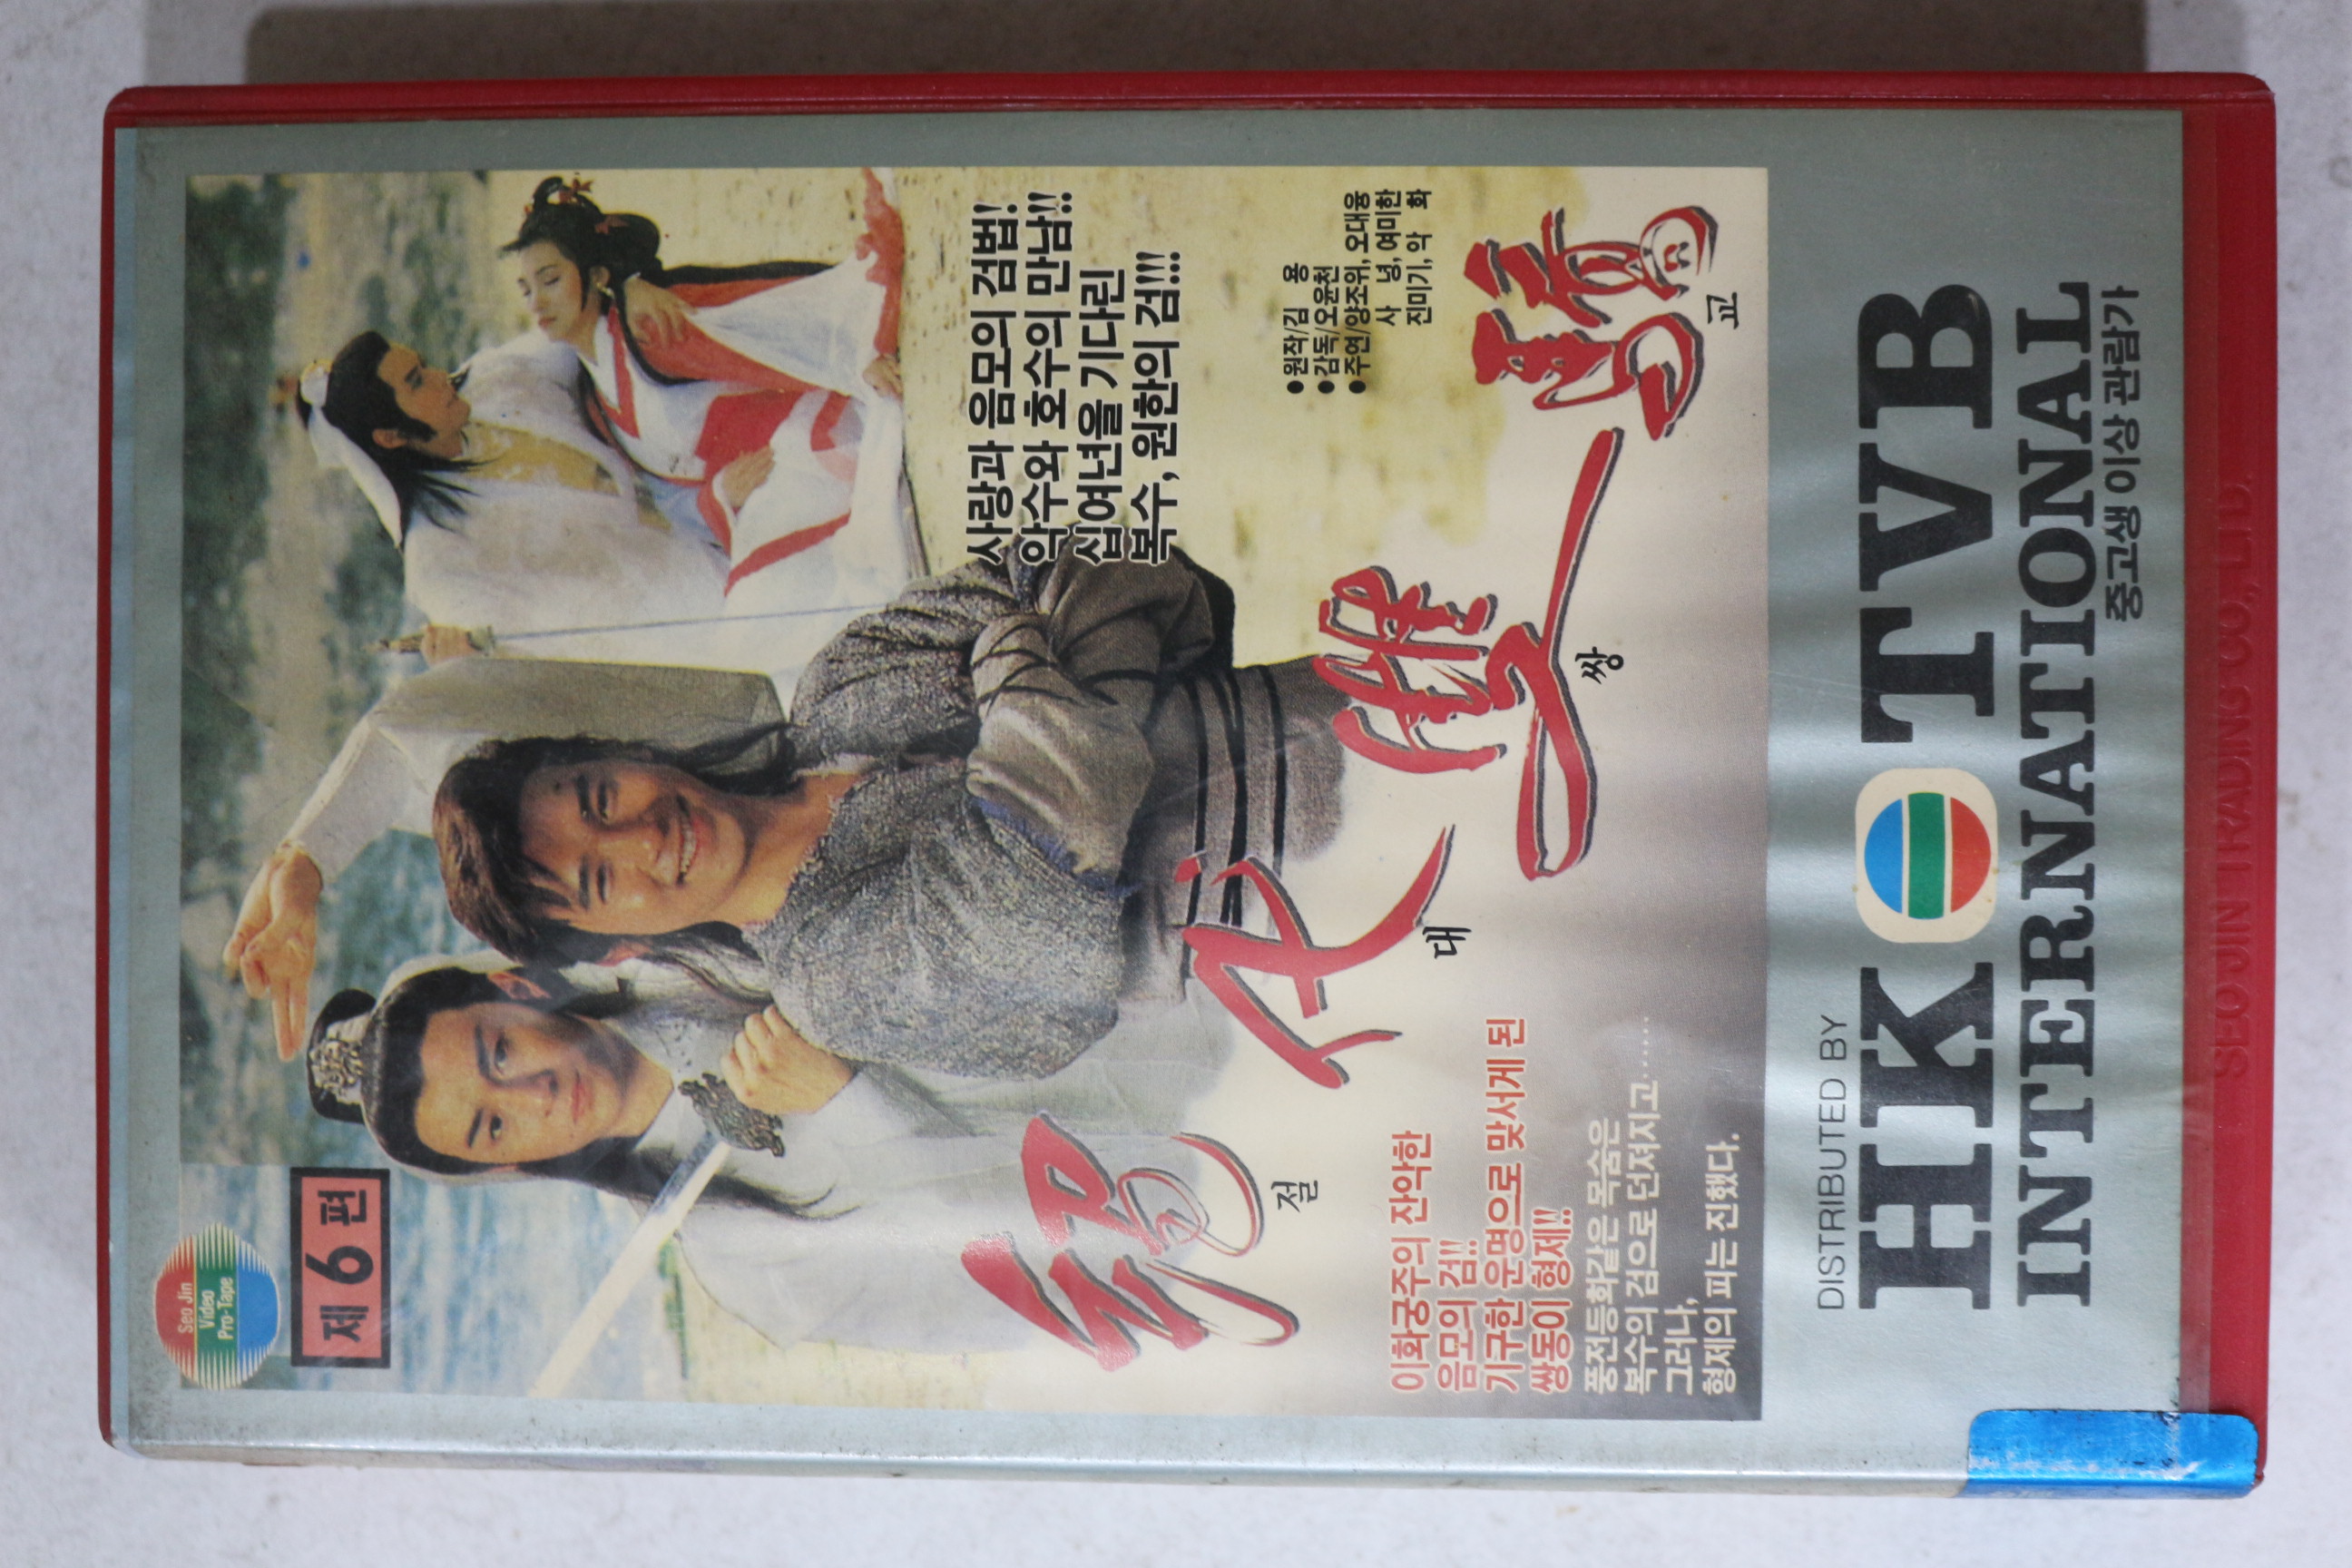 Seo Jin
Video
Pro-Tape
제 6 편
사랑과 음모의 검법!
악수와 호수의 만남!!
십여년을 기다린
복수, 원한의 검!!!
●원작/김 용
●감독/오윤천
●주연/양조위, 오대융
사 녕, 여미한
진미기, 악 화
絕代雙驕
절 대 쌍 교
이화궁주의 잔악한
음모의 검!!
기구한 운명으로 맞서게 된
쌍동이 형제!!
풍전등화같은 목숨은
복수의 검으로 던져지고……
그러나,
형제의 피는 진했다.
DISTRIBUTED BY
HK TVB
INTERNATIONAL
중고생 이상 관람가
SEO JIN TRADING CO., LTD.